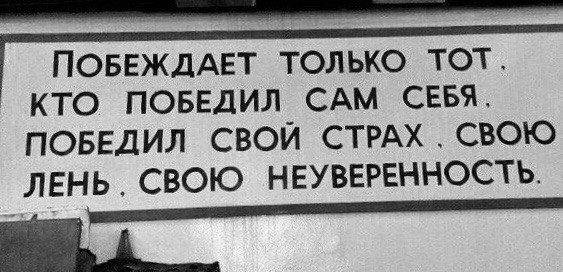 ПОБЕЖДАЕТ ТОЛЬКО ТОТ.
КТО ПОБЕДИЛ САМ СЕБЯ.
ПОБЕДИЛ СВОЙ СТРАХ . СВОЮ
ЛЕНЬ . СВОЮ НЕУВЕРЕННОСТЬ.